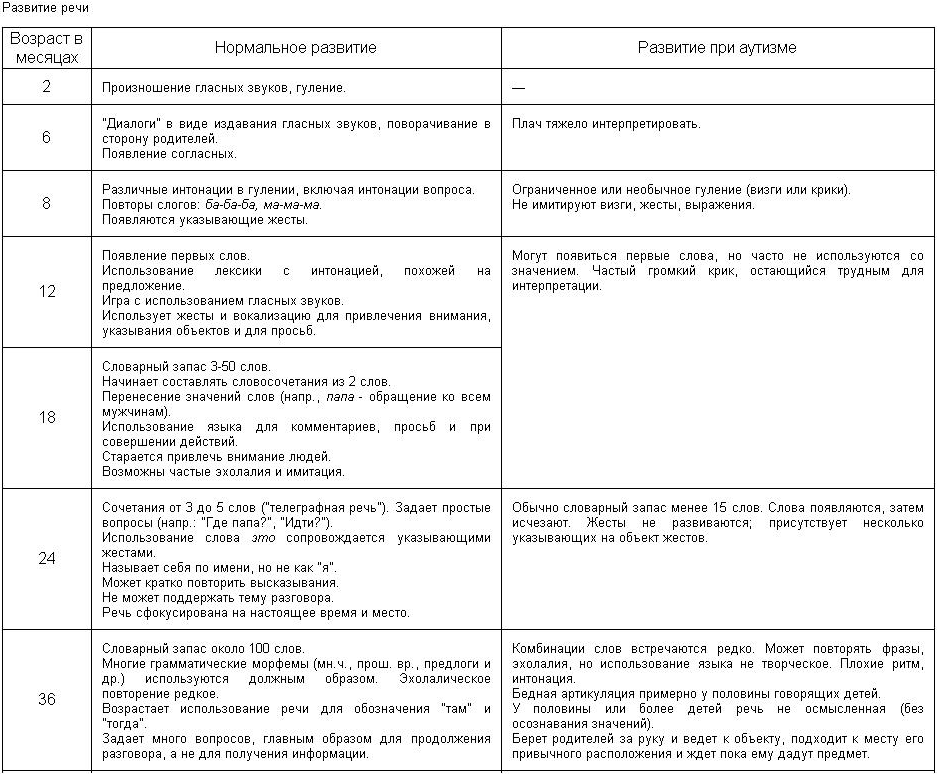 Развитие речи
Возраст в
месяцах
Нормальное развитие
Развитие при аутизме
2
Произношение гласных звуков, гуление.
—
6
"Диалоги" в виде издавания гласных звуков, поворачивание в
сторону родителей.
Появление согласных.
Плач тяжело интерпретировать.
8
Различные интонации в гулении, включая интонации вопроса.
Повторы слогов: ба-ба-ба, ма-ма-ма.
Появляются указывающие жесты.
Ограниченное или необычное гуление (визги или крики).
Не имитируют визги, жесты, выражения.
12
Появление первых слов.
Использование лексики с интонацией, похожей на
предложение.
Игра с использованием гласных звуков.
Использует жесты и вокализацию для привлечения внимания,
указывания объектов и для просьб.
Могут появиться первые слова, но часто не используются со
значением. Частый громкий крик, остающийся трудным для
интерпретации.
18
Словарный запас 3-50 слов.
Начинает составлять словосочетания из 2 слов.
Перенесение значений слов (напр., папа - обращение ко всем
мужчинам).
Использование языка для комментариев, просьб и при
совершении действий.
Старается привлечь внимание людей.
Возможны частые эхолалия и имитация.
24
Сочетания от 3 до 5 слов ("телеграфная речь"). Задает простые
вопросы (напр.: "Где папа?", "Идти?").
Использование слова это сопровождается указывающими
жестами.
Называет себя по имени, но не как "я".
Может кратко повторить высказывания.
Не может поддержать тему разговора.
Речь сфокусирована на настоящее время и место.
Обычно словарный запас менее 15 слов. Слова появляются, затем
исчезают. Жесты не развиваются; присутствует несколько
указывающих на объект жестов.
36
Словарный запас около 100 слов.
Многие грамматические морфемы (мн.ч., прош. вр., предлоги и
др.) используются должным образом. Эхолалическое
повторение редкое.
Возрастает использование речи для обозначения "там" и
"тогда".
Задает много вопросов, главным образом для продолжения
разговора, а не для получения информации.
Комбинации слов встречаются редко. Может повторять фразы,
эхолалия, но использование языка не творческое. Плохие ритм,
интонация.
Бедная артикуляция примерно у половины говорящих детей.
У половины или более детей речь не осмысленная (без
осознавания значений).
Берет родителей за руку и ведет к объекту, подходит к месту его
привычного расположения и ждет пока ему дадут предмет.